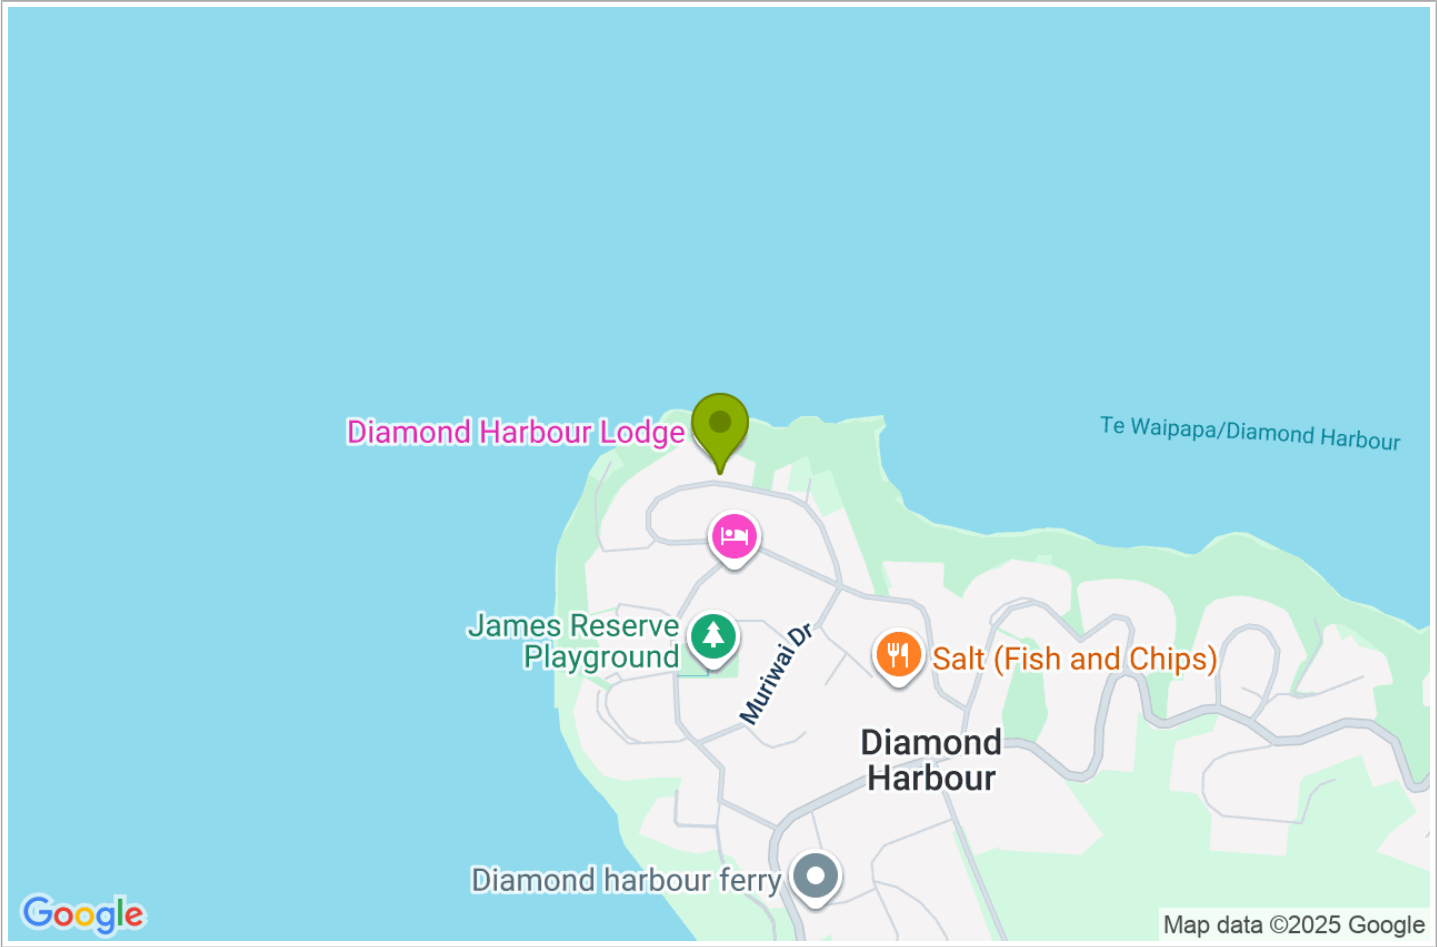 Diamond Harbour Lodge
Te Waipapa/Diamond Harbour
James Reserve
Playground
Muriwai Dr
Salt (Fish and Chips)
Diamond
Harbour
Diamond harbour ferry
Google
Map data ©2025 Google